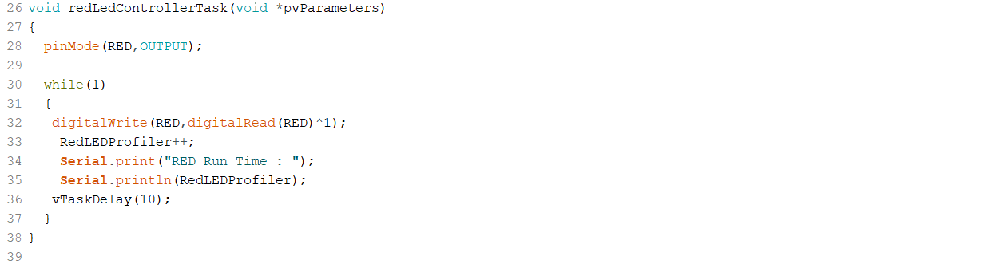 26 void redLedControllerTask(void *pvParameters)
27 {
28   pinMode(RED,OUTPUT);
29
30   while(1)
31   {
32    digitalWrite(RED,digitalRead(RED)^1);
33     RedLEDProfiler++;
34     Serial.print("RED Run Time : ");
35     Serial.println(RedLEDProfiler);
36    vTaskDelay(10);
37   }
38 }
39